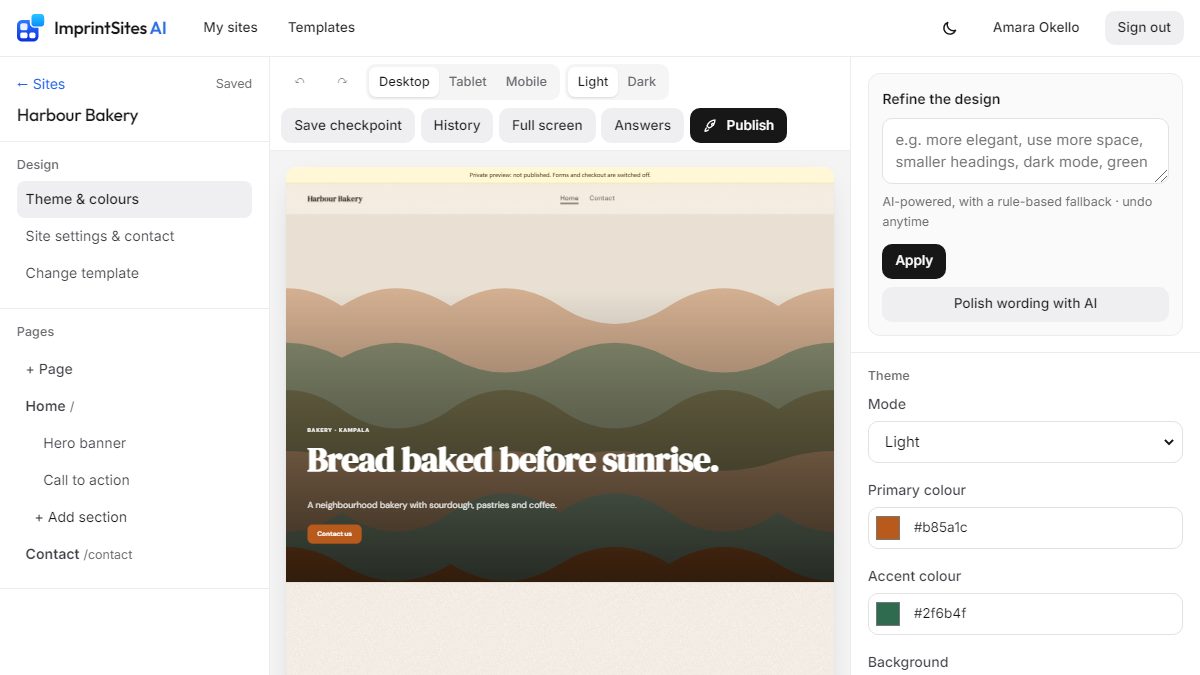 ImprintSites AI
My sites
Templates
Amara Okello
Sign out
← Sites
Saved
Harbour Bakery
Design
Theme & colours
Site settings & contact
Change template
Pages
+ Page
Home /
Hero banner
Call to action
+ Add section
Contact /contact
Desktop
Tablet
Mobile
Light
Dark
Save checkpoint
History
Full screen
Answers
Publish
Private preview: not published. Forms and checkout are switched off.
Harbour Bakery
Home
Contact
BAKERY · KAMPALA
Bread baked before sunrise.
A neighbourhood bakery with sourdough, pastries and coffee.
Contact us
Refine the design
e.g. more elegant, use more space,
smaller headings, dark mode, green
AI-powered, with a rule-based fallback · undo
anytime
Apply
Polish wording with AI
Theme
Mode
Light
Primary colour
#b85a1c
Accent colour
#2f6b4f
Background